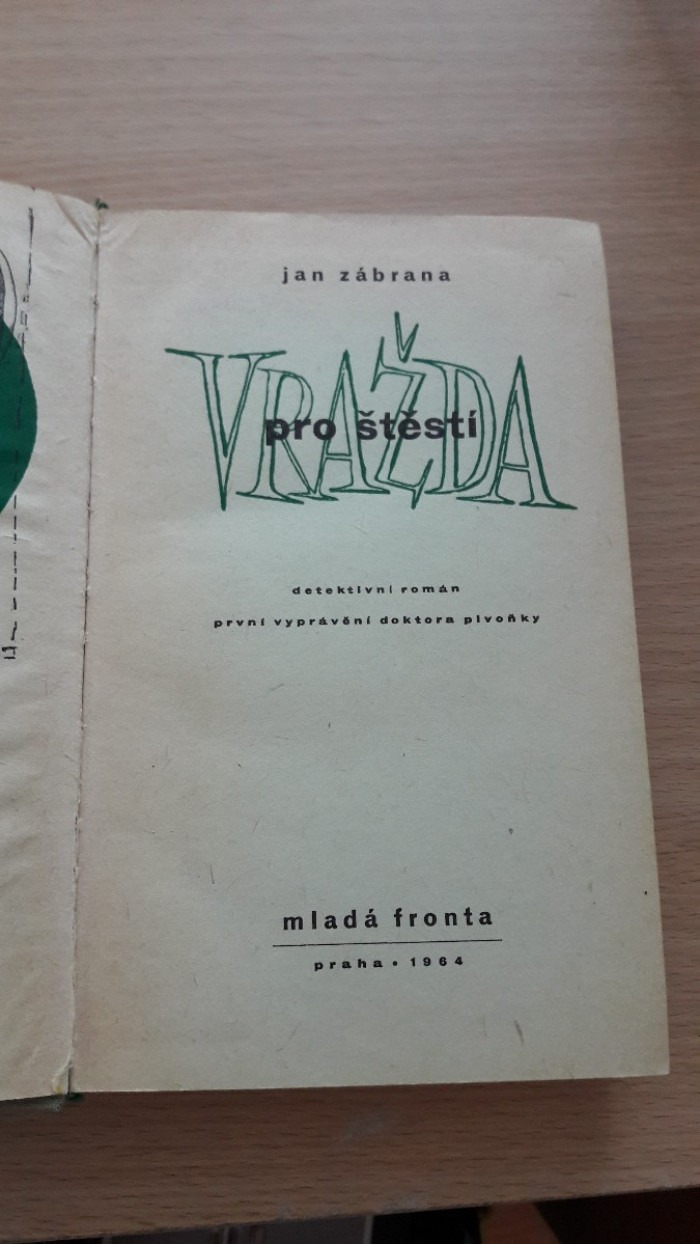 jan zábrana
VRAŽDA
pro štěstí
detektivní román
první vyprávění doktora pivoňky
mladá fronta
praha • 1964